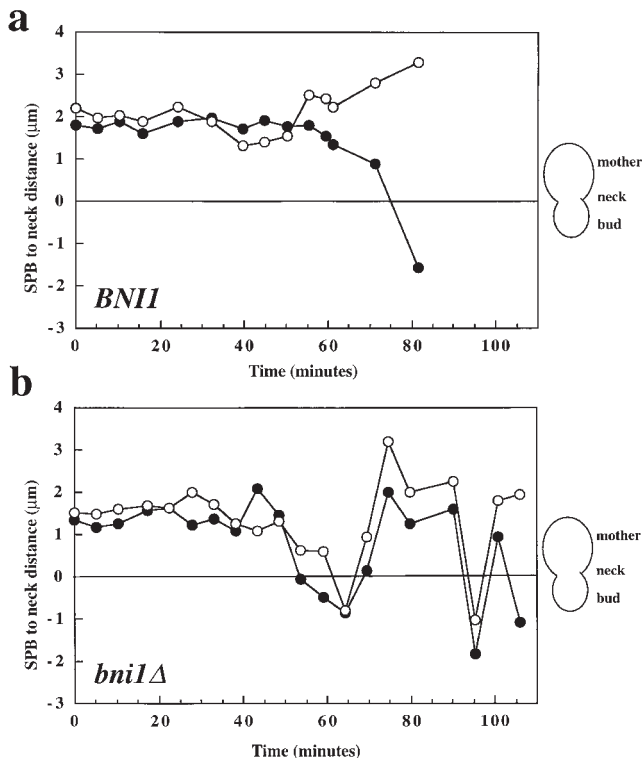 a
4
3
2
1
0
-1
-2
-3
SPB to neck distance (µm)
BNI1
0 20 40 60 80 100
Time (minutes)
mother
neck
bud
b
4
3
2
1
0
-1
-2
-3
SPB to neck distance (µm)
bni1Δ
0 20 40 60 80 100
Time (minutes)
mother
neck
bud